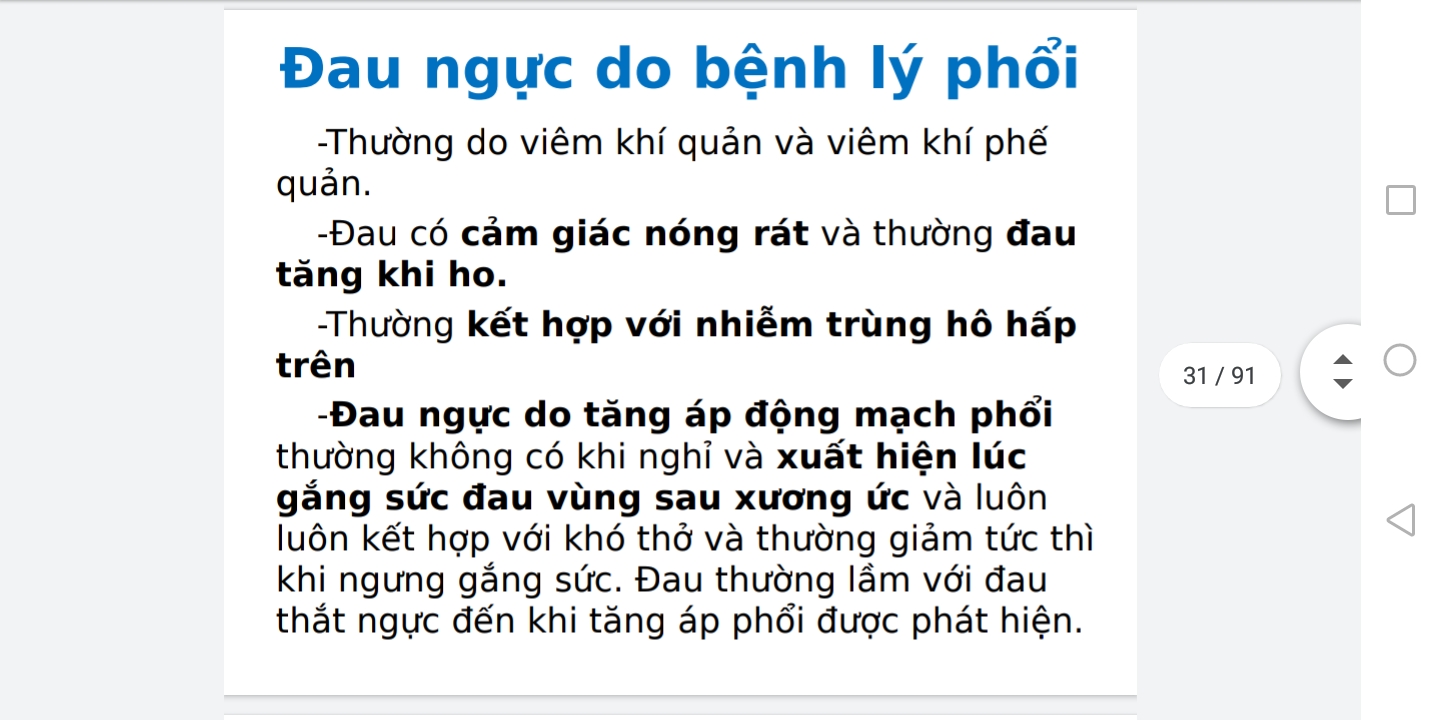 Đau ngực do bệnh lý phổi
-Thường do viêm khí quản và viêm khí phế
quản.
-Đau có cảm giác nóng rát và thường đau
tăng khi ho.
-Thường kết hợp với nhiễm trùng hô hấp
trên
-Đau ngực do tăng áp động mạch phổi
thường không có khi nghỉ và xuất hiện lúc
gắng sức đau vùng sau xương ức và luôn
luôn kết hợp với khó thở và thường giảm tức thì
khi ngưng gắng sức. Đau thường lầm với đau
thắt ngực đến khi tăng áp phổi được phát hiện.
31 / 91